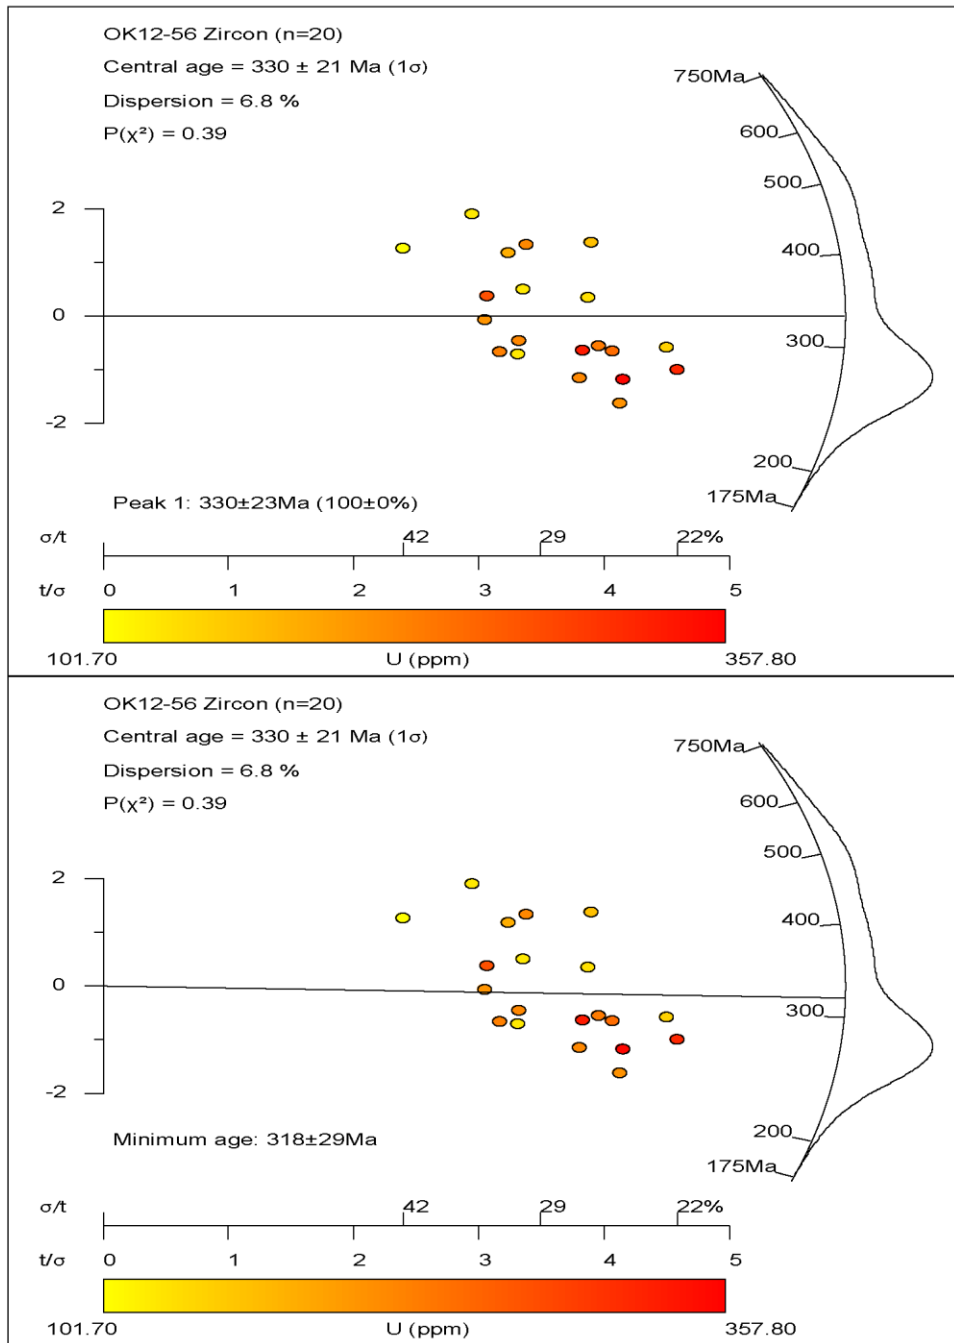 OK12-56 Zircon (n=20)
Central age = 330 ± 21 Ma (1σ)
Dispersion = 6.8 %
P(χ²) = 0.39
750Ma
600
500
400
300
200
175Ma
2
0
-2
Peak 1: 330±23Ma (100±0%)
σ/t
42
29
22%
t/σ
0
1
2
3
4
5
101.70
U (ppm)
357.80
OK12-56 Zircon (n=20)
Central age = 330 ± 21 Ma (1σ)
Dispersion = 6.8 %
P(χ²) = 0.39
750Ma
600
500
400
300
200
175Ma
2
0
-2
Minimum age: 318±29Ma
σ/t
42
29
22%
t/σ
0
1
2
3
4
5
101.70
U (ppm)
357.80